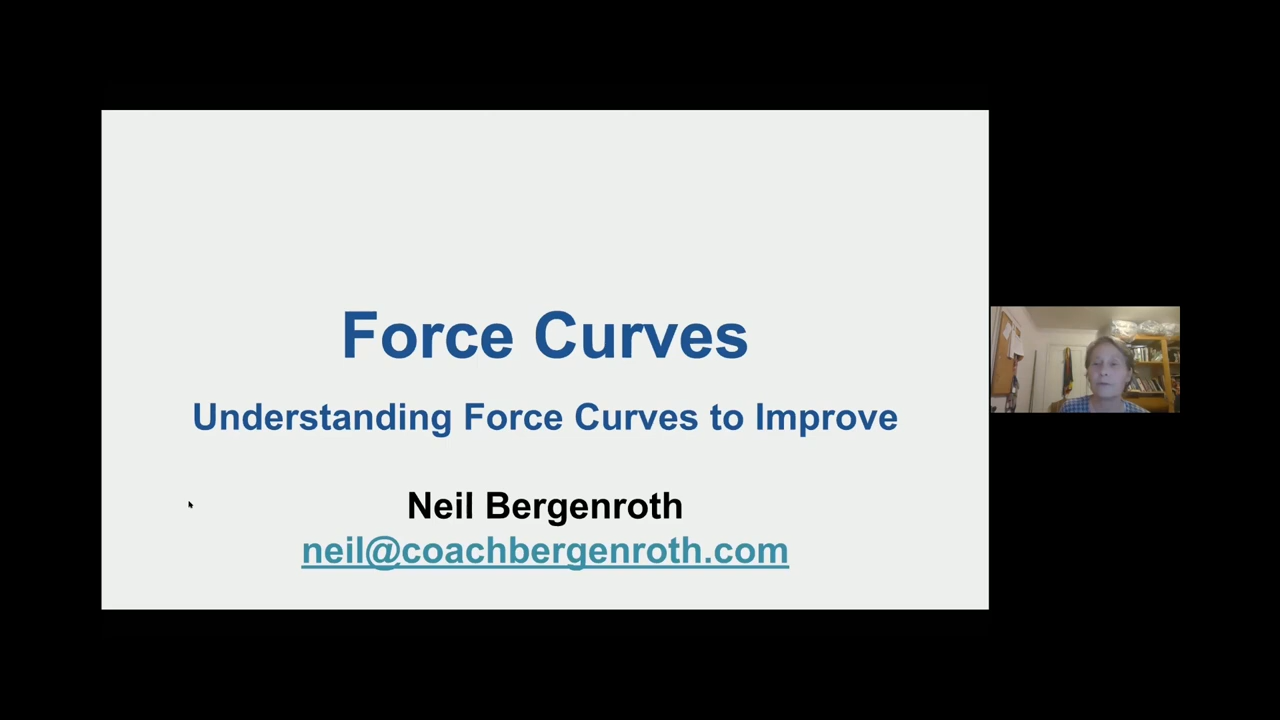 Force Curves
Understanding Force Curves to Improve
Neil Bergenroth
neil@coachbergenroth.com